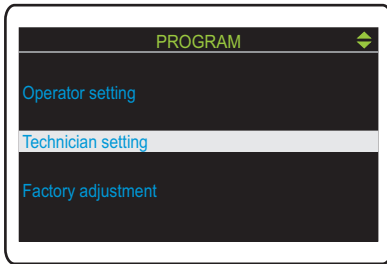 PROGRAM
Operator setting
Technician setting
Factory adjustment